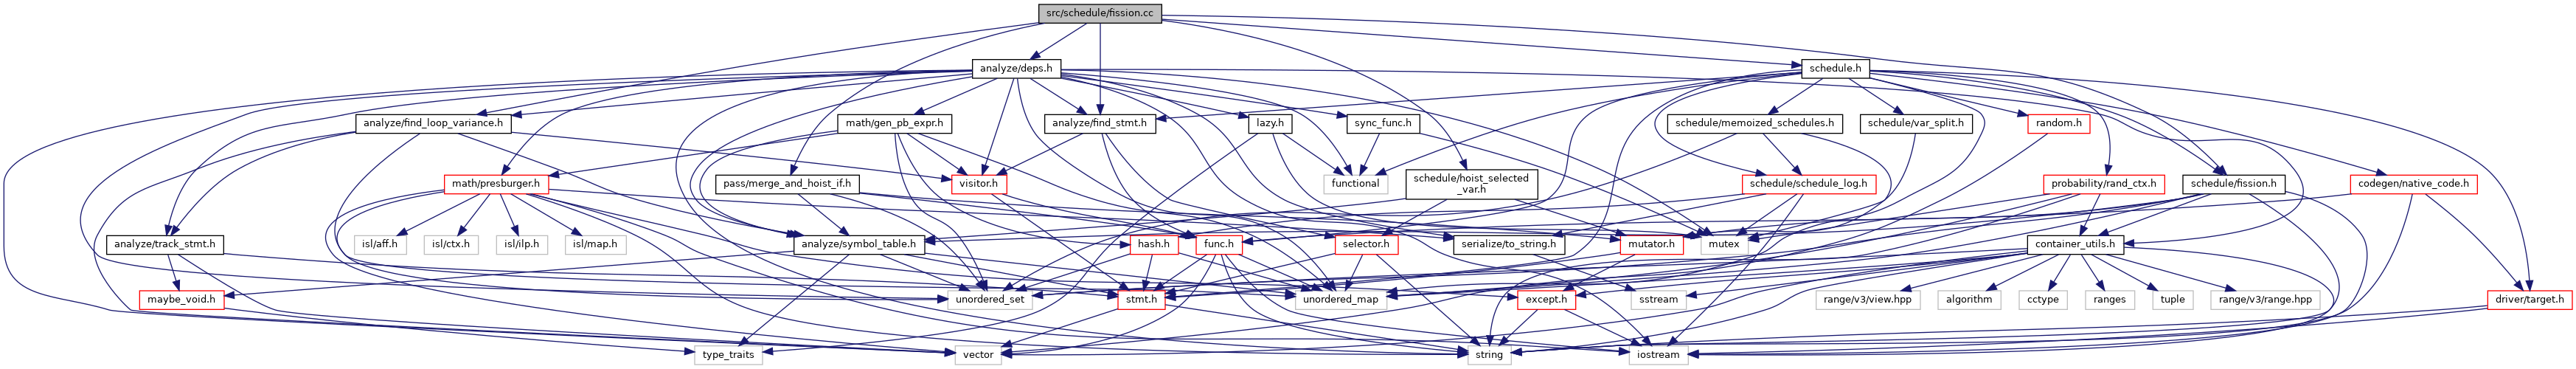 src/schedule/fission.cc
analyze/deps.h
schedule.h
analyze/find_loop_variance.h
math/gen_pb_expr.h
analyze/find_stmt.h
lazy.h
sync_func.h
schedule/memoized_schedules.h
schedule/var_split.h
random.h
math/presburger.h
pass/merge_and_hoist_if.h
visitor.h
functional
schedule/hoist_selected
_var.h
schedule/schedule_log.h
probability/rand_ctx.h
schedule/fission.h
codegen/native_code.h
isl/aff.h
isl/ctx.h
isl/ilp.h
isl/map.h
analyze/track_stmt.h
analyze/symbol_table.h
hash.h
func.h
selector.h
serialize/to_string.h
mutator.h
mutex
container_utils.h
maybe_void.h
unordered_set
stmt.h
unordered_map
except.h
sstream
range/v3/view.hpp
algorithm
cctype
ranges
tuple
range/v3/range.hpp
driver/target.h
type_traits
vector
string
iostream